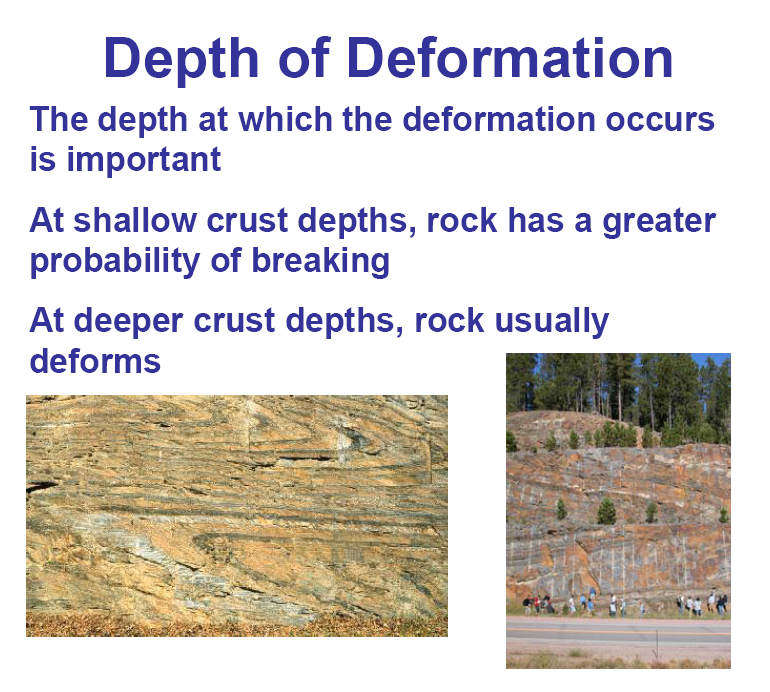 Depth of Deformation
The depth at which the deformation occurs
is important
At shallow crust depths, rock has a greater
probability of breaking
At deeper crust depths, rock usually
deforms